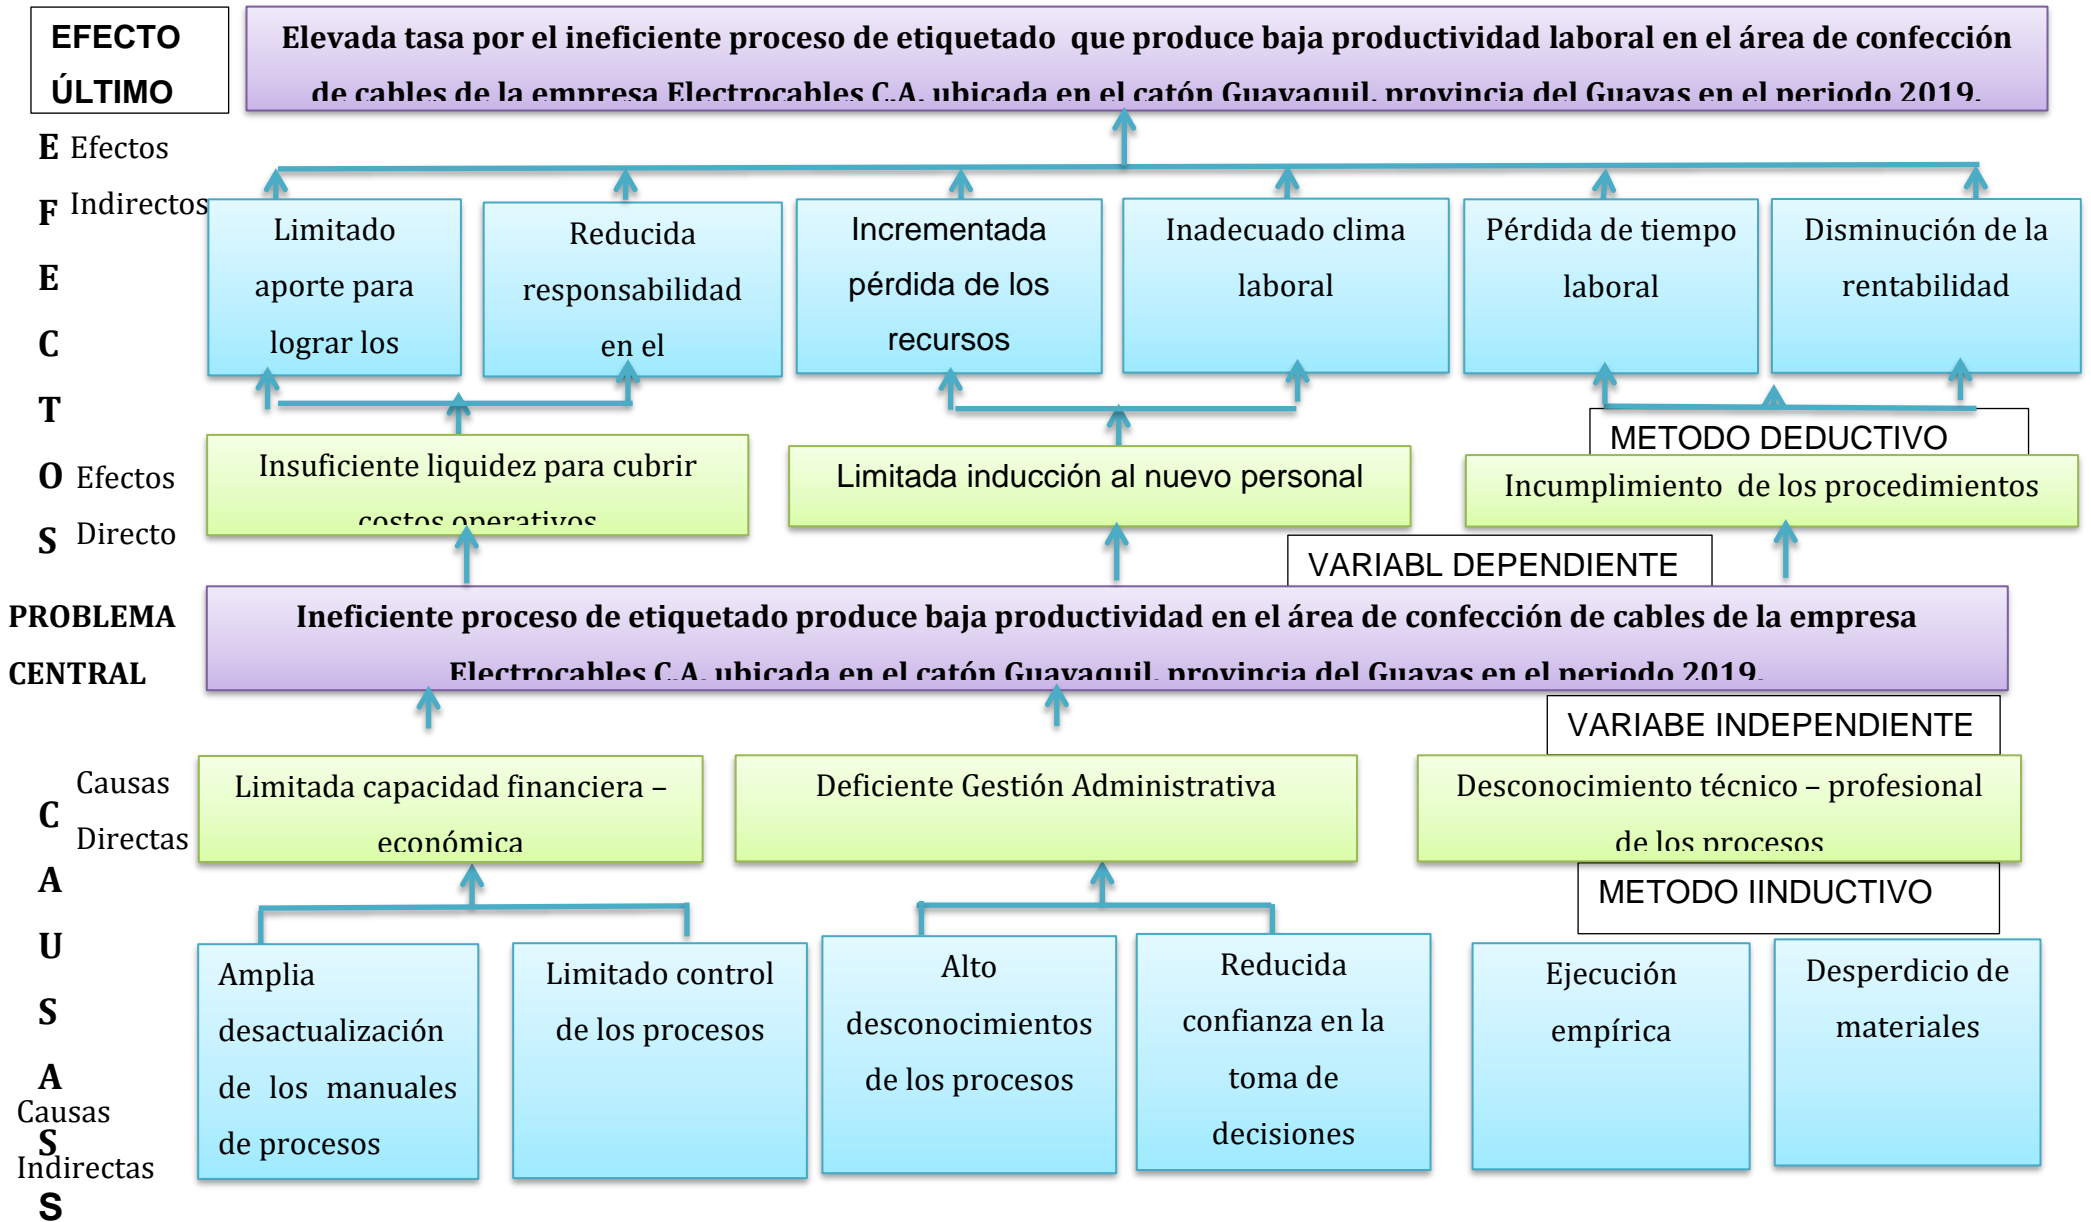 EFECTO
ÚLTIMO
Elevada tasa por el ineficiente proceso de etiquetado que produce baja productividad laboral en el área de confección
de cables de la empresa Electrocables C.A. ubicada en el catón Guayaquil, provincia del Guayas en el periodo 2019.
E
F
E
C
T
O
S
Efectos
Indirectos
Limitado
aporte para
lograr los
Reducida
responsabilidad
en el
Incrementada
pérdida de los
recursos
Inadecuado clima
laboral
Pérdida de tiempo
laboral
Disminución de la
rentabilidad
METODO DEDUCTIVO
Efectos
Directo
Insuficiente liquidez para cubrir
costos operativos
Limitada inducción al nuevo personal
Incumplimiento de los procedimientos
VARIABL DEPENDIENTE
PROBLEMA
CENTRAL
Ineficiente proceso de etiquetado produce baja productividad en el área de confección de cables de la empresa
Electrocables C.A. ubicada en el catón Guayaquil, provincia del Guayas en el periodo 2019.
VARIABE INDEPENDIENTE
C
A
U
S
A
S
S
Causas
Directas
Limitada capacidad financiera –
económica
Deficiente Gestión Administrativa
Desconocimiento técnico – profesional
de los procesos
METODO IINDUCTIVO
Causas
Indirectas
Amplia
desactualización
de los manuales
de procesos
Limitado control
de los procesos
Alto
desconocimientos
de los procesos
Reducida
confianza en la
toma de
decisiones
Ejecución
empírica
Desperdicio de
materiales